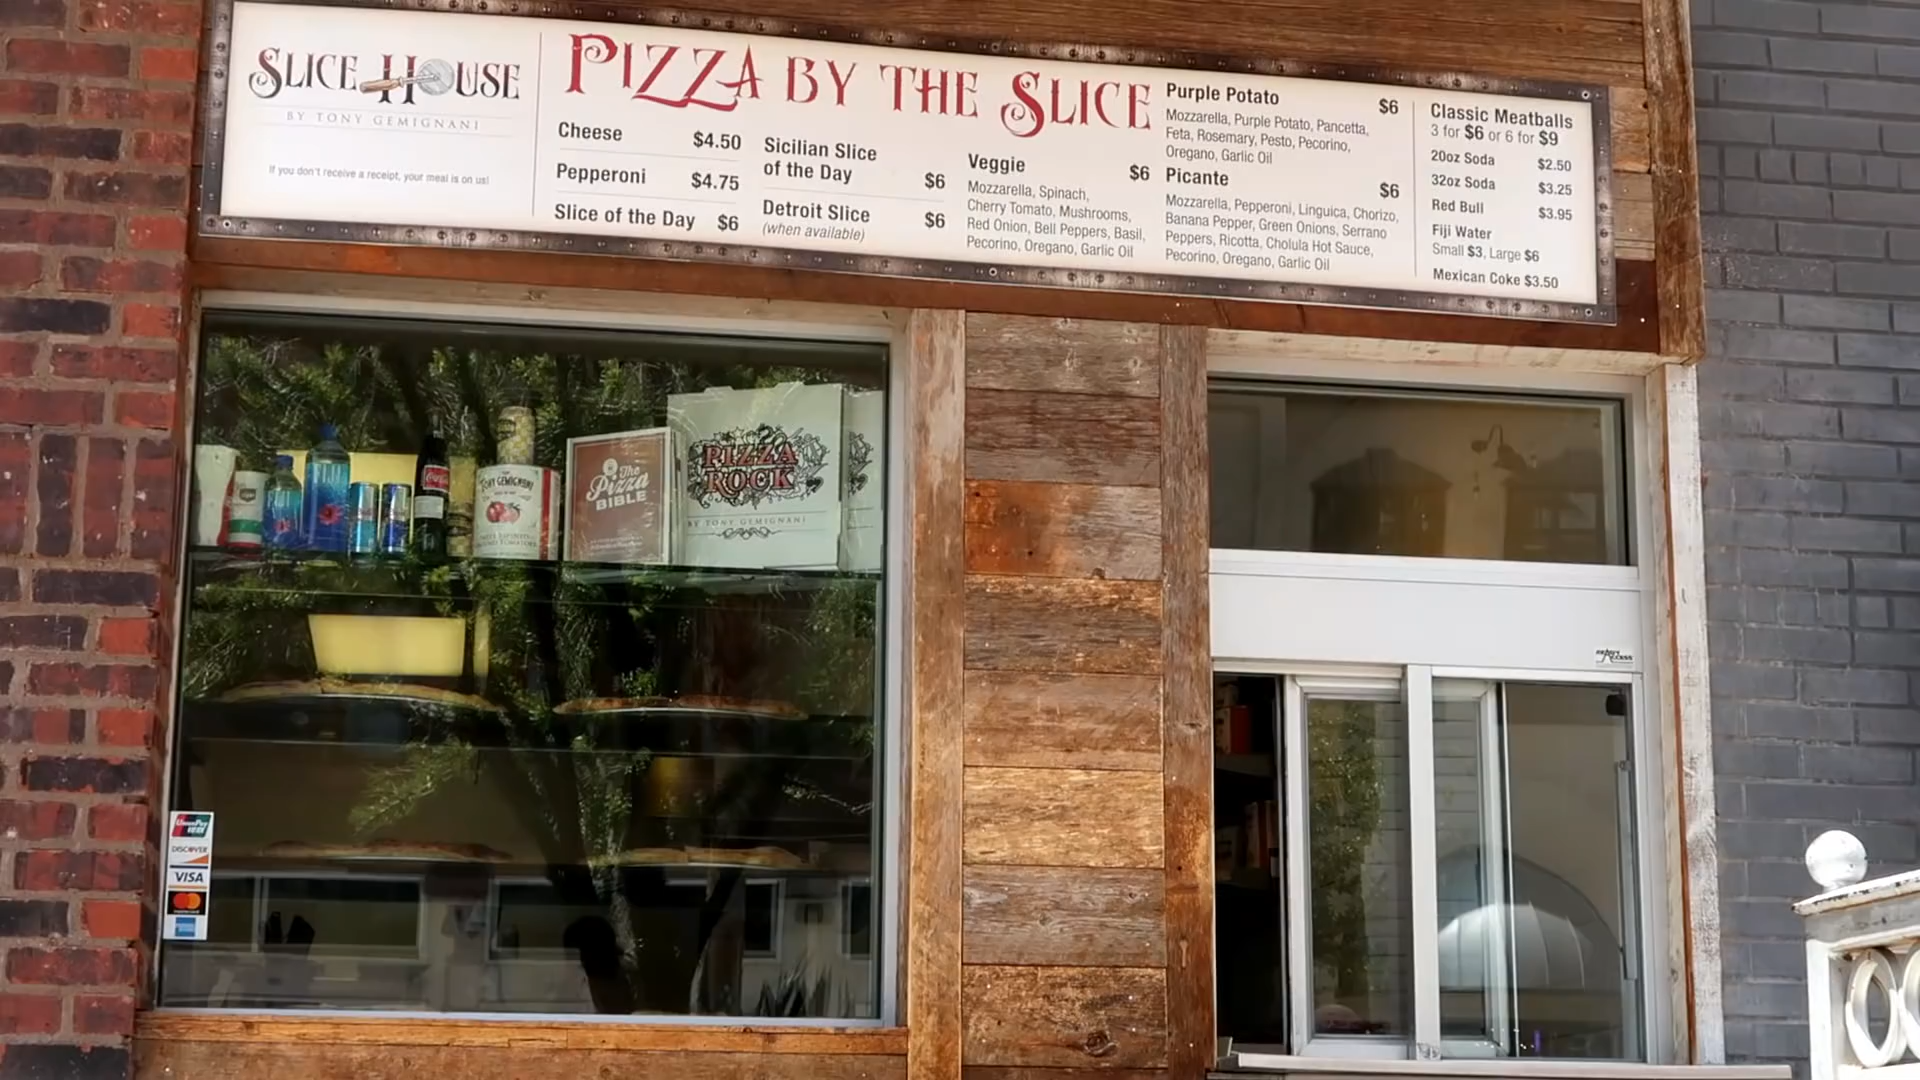 SLICE HOUSE
BY TONY GEMIGNANI
If you don't receive a receipt, your meal is on us!
PIZZA BY THE SLICE
Cheese $4.50
Pepperoni $4.75
Slice of the Day $6
Sicilian Slice
of the Day $6
Detroit Slice $6
(when available)
Veggie $6
Mozzarella, Spinach,
Cherry Tomato, Mushrooms,
Red Onion, Bell Peppers, Basil,
Pecorino, Oregano, Garlic Oil
Purple Potato $6
Mozzarella, Purple Potato, Pancetta,
Feta, Rosemary, Pesto, Pecorino,
Oregano, Garlic Oil
Picante $6
Mozzarella, Pepperoni, Linguica, Chorizo,
Banana Pepper, Green Onions, Serrano
Peppers, Ricotta, Cholula Hot Sauce,
Pecorino, Oregano, Garlic Oil
Classic Meatballs
3 for $6 or 6 for $9
20oz Soda $2.50
32oz Soda $3.25
Red Bull $3.95
Fiji Water
Small $3, Large $6
Mexican Coke $3.50
TONY GEMIGNANI
The
Pizza
BIBLE
PIZZA
ROCK
BY TONY GEMIGNANI
UnionPay
DISCOVER
VISA